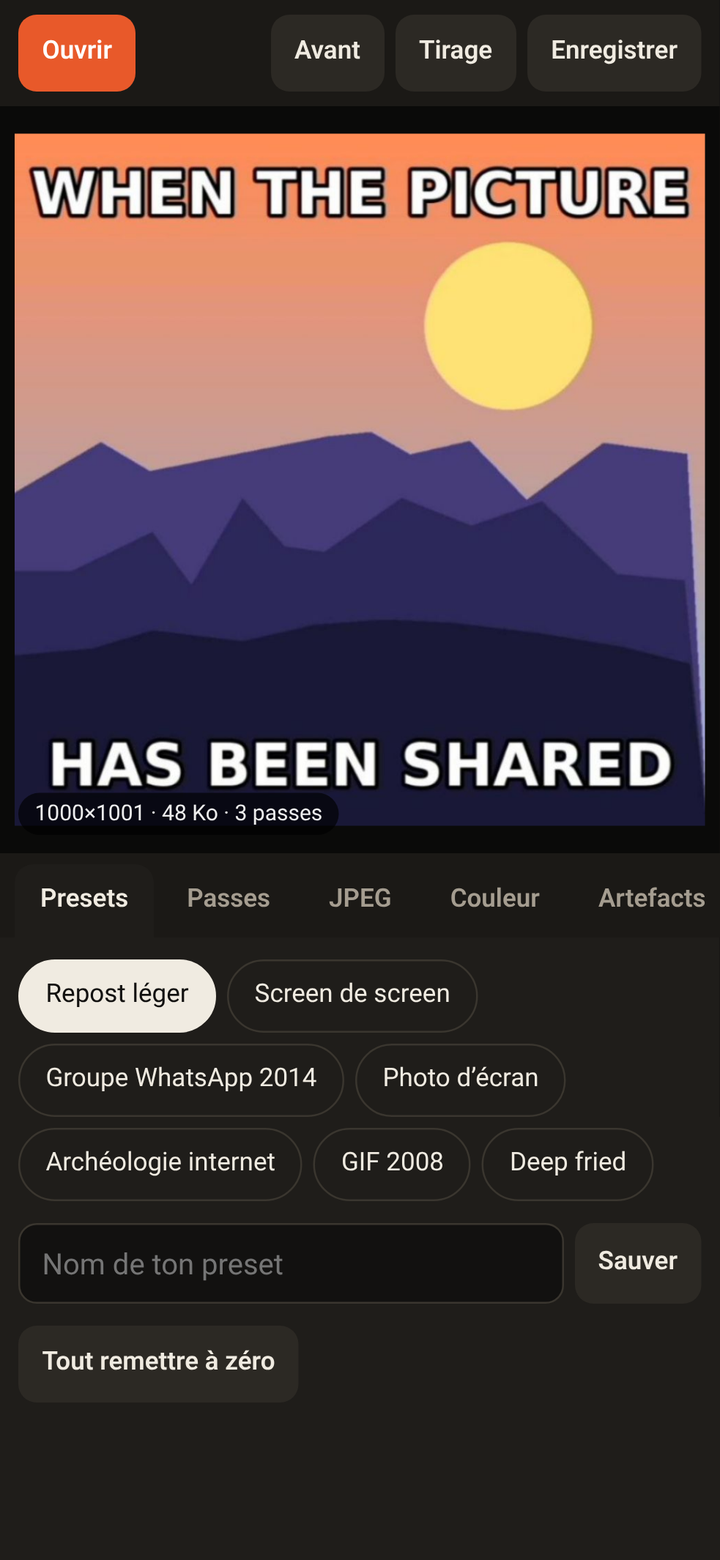 Ouvrir Avant Tirage Enregistrer
WHEN THE PICTURE
HAS BEEN SHARED
1000×1001 · 48 Ko · 3 passes
Presets Passes JPEG Couleur Artefacts
Repost léger Screen de screen
Groupe WhatsApp 2014 Photo d’écran
Archéologie internet GIF 2008 Deep fried
Nom de ton preset Sauver
Tout remettre à zéro